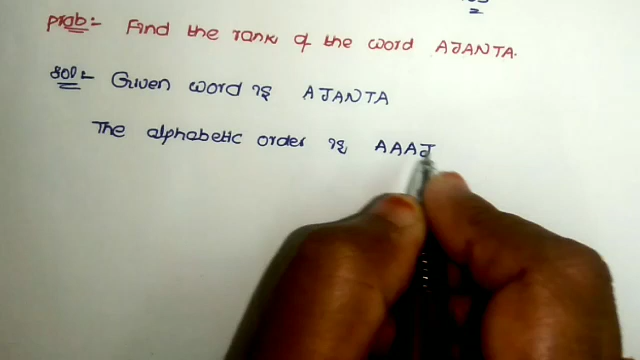 prob:- Find the rank of the word AJANTA.
Sol:- Given word is AJANTA
The alphabetic order is AAAJ